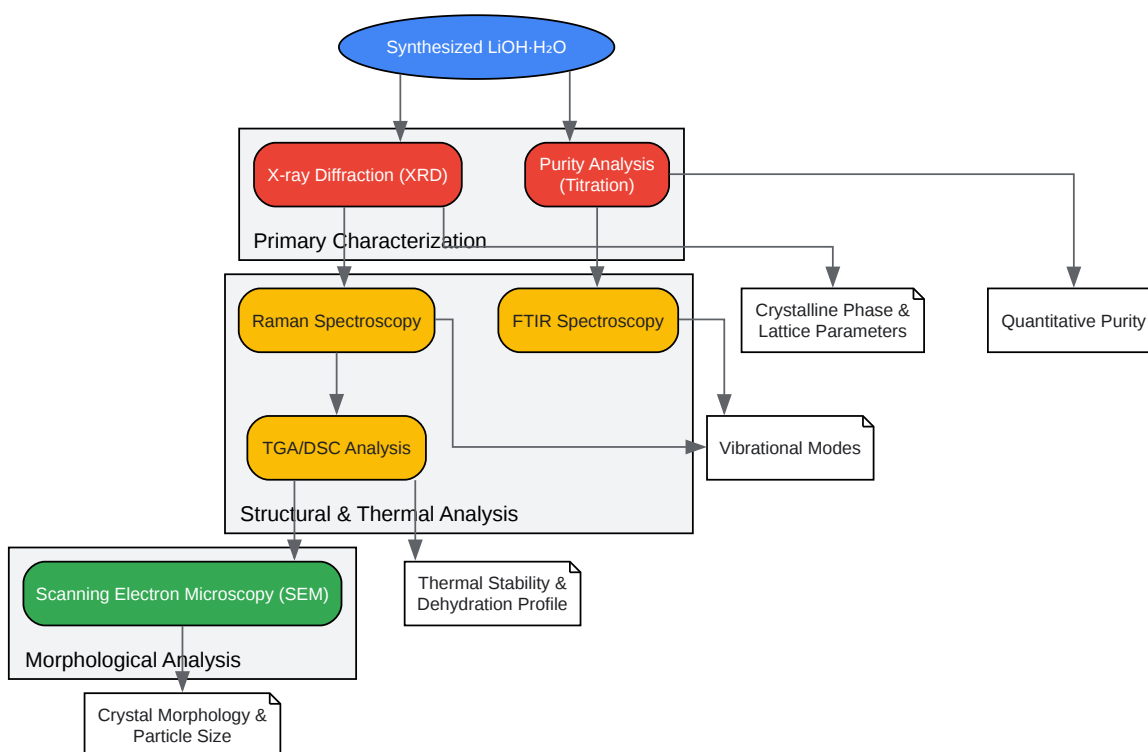 Synthesized LiOH·H₂O
X-ray Diffraction (XRD)
Purity Analysis
(Titration)
Primary Characterization
Raman Spectroscopy
FTIR Spectroscopy
Crystalline Phase &
Lattice Parameters
Quantitative Purity
TGA/DSC Analysis
Vibrational Modes
Structural & Thermal Analysis
Scanning Electron Microscopy (SEM)
Thermal Stability &
Dehydration Profile
Morphological Analysis
Crystal Morphology &
Particle Size